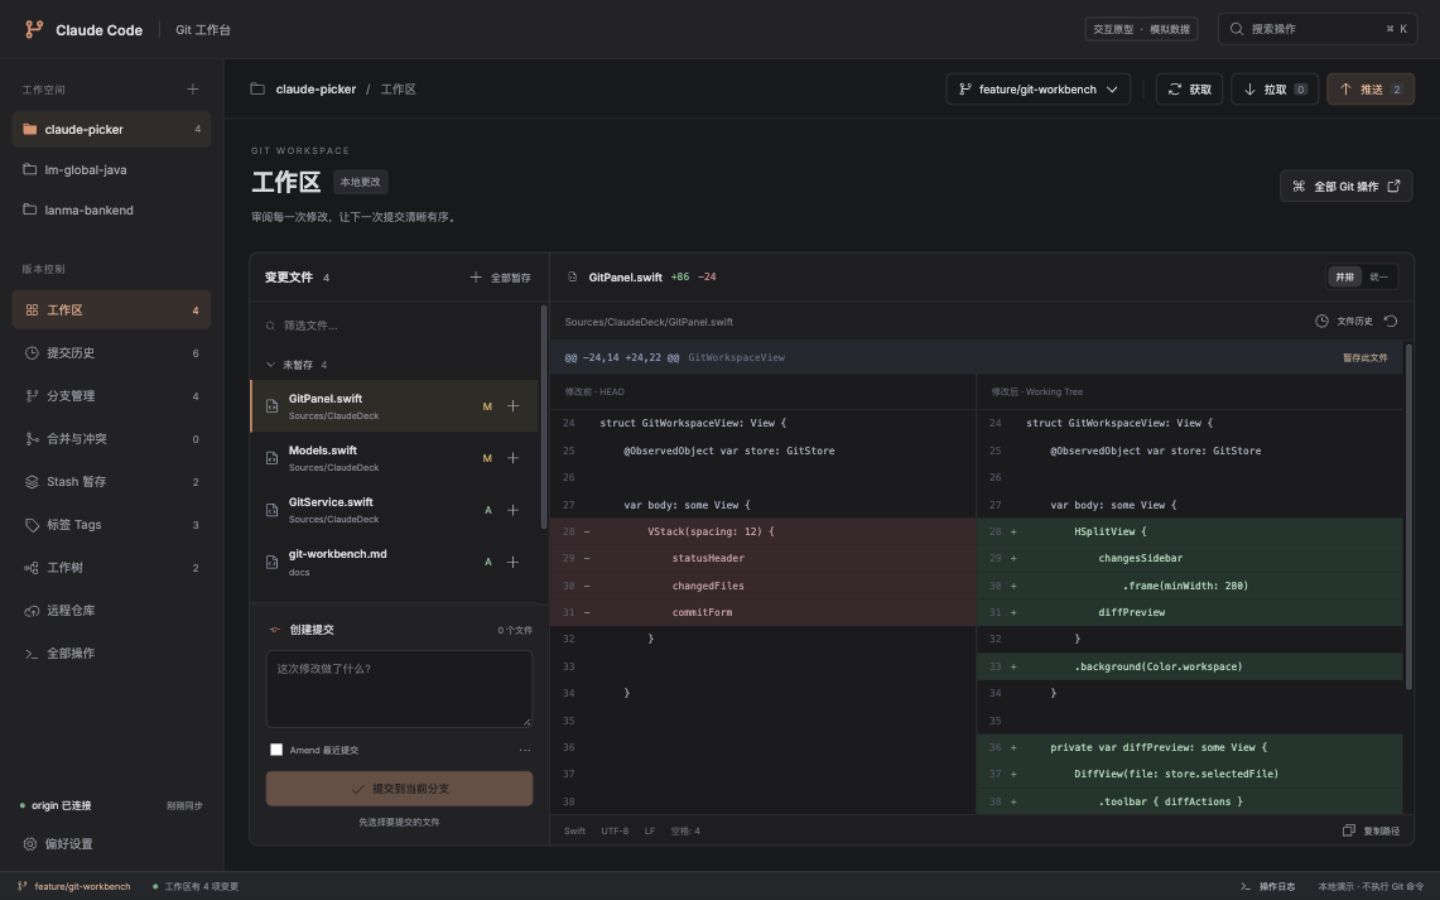 Claude Code
Git 工作台
交互原型 · 模拟数据
搜索操作
⌘ K
工作空间
claude-picker 4
lm-global-java
lanma-bankend
版本控制
工作区 4
提交历史 6
分支管理 4
合并与冲突 0
Stash 暂存 2
标签 Tags 3
工作树 2
远程仓库
全部操作
origin 已连接 刚刚同步
偏好设置
claude-picker / 工作区
feature/git-workbench
获取
拉取 0
推送 2
GIT WORKSPACE
工作区 本地更改
审阅每一次修改，让下一次提交清晰有序。
⌘ 全部 Git 操作
变更文件 4
全部暂存
筛选文件...
未暂存 4
GitPanel.swift M
Sources/ClaudeDeck
Models.swift M
Sources/ClaudeDeck
GitService.swift A
Sources/ClaudeDeck
git-workbench.md A
docs
创建提交 0 个文件
这次修改做了什么？
Amend 最近提交 ···
提交到当前分支
先选择要提交的文件
GitPanel.swift +86 −24
并排 统一
Sources/ClaudeDeck/GitPanel.swift
文件历史
@@ −24,14 +24,22 @@ GitWorkspaceView
暂存此文件
修改前 · HEAD
24 struct GitWorkspaceView: View {
25 @ObservedObject var store: GitStore
26
27 var body: some View {
28 − VStack(spacing: 12) {
29 − statusHeader
30 − changedFiles
31 − commitForm
32 }
33
34 }
35
36
37
38
修改后 · Working Tree
24 struct GitWorkspaceView: View {
25 @ObservedObject var store: GitStore
26
27 var body: some View {
28 + HSplitView {
29 + changesSidebar
30 + .frame(minWidth: 280)
31 + diffPreview
32 }
33 + .background(Color.workspace)
34 }
35
36 + private var diffPreview: some View {
37 + DiffView(file: store.selectedFile)
38 + .toolbar { diffActions }
Swift UTF-8 LF 空格: 4
复制路径
feature/git-workbench
工作区有 4 项变更
操作日志
本地演示 · 不执行 Git 命令